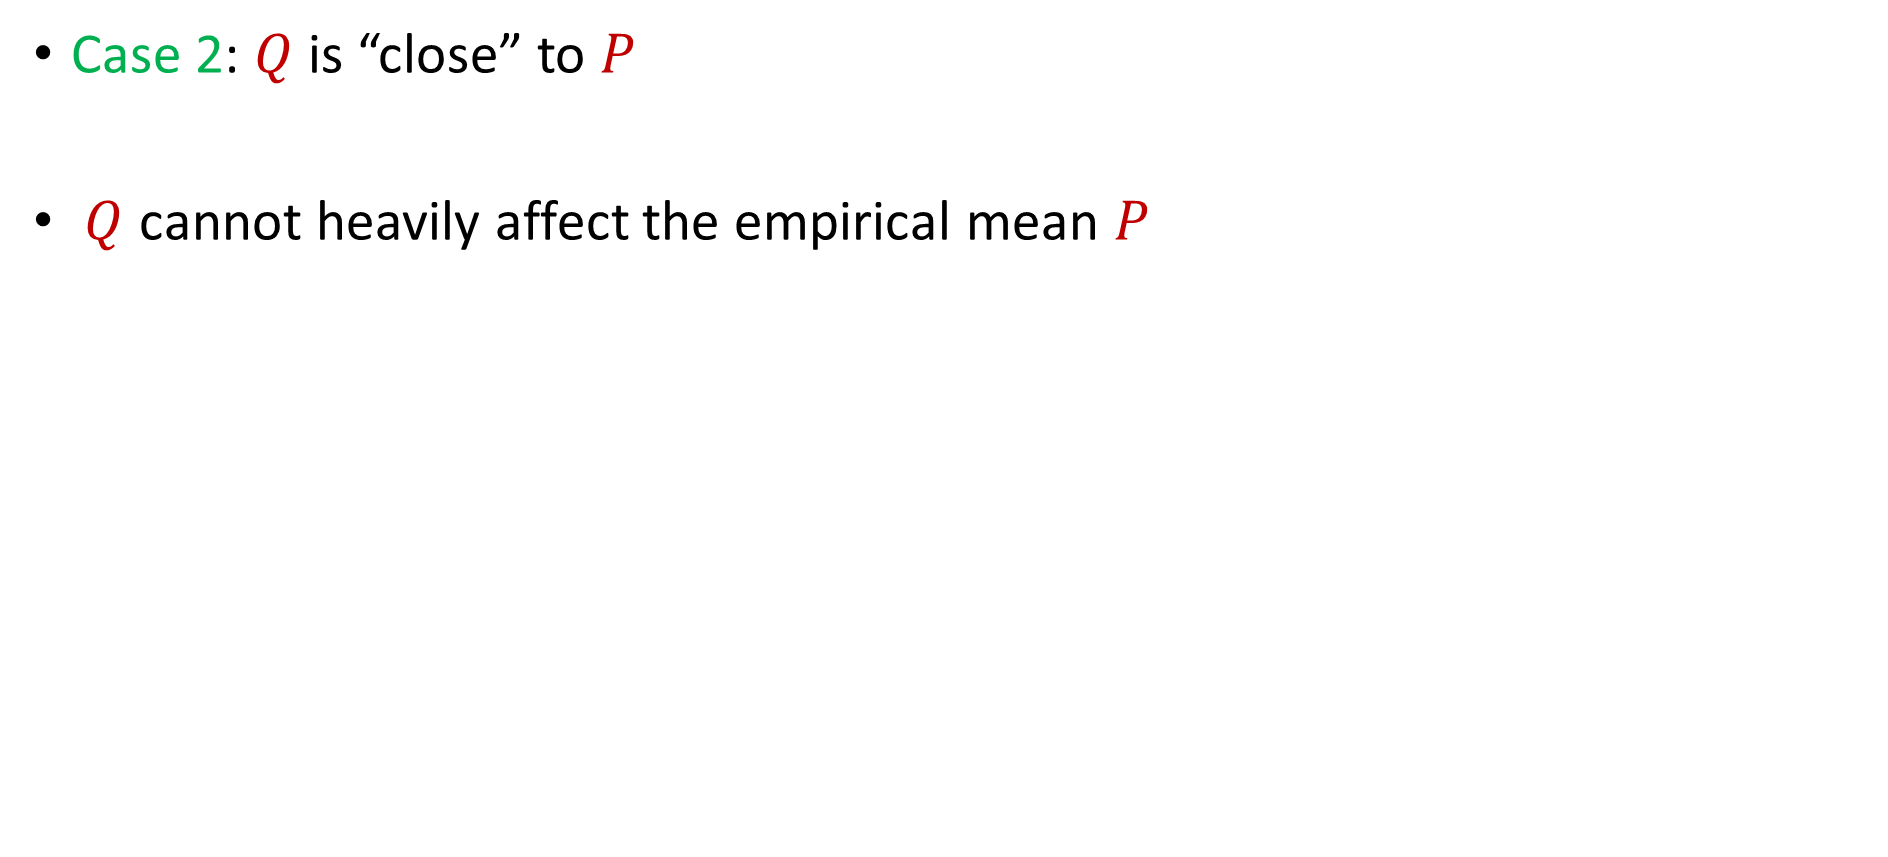 • Case 2: Q is “close” to P
• Q cannot heavily affect the empirical mean P